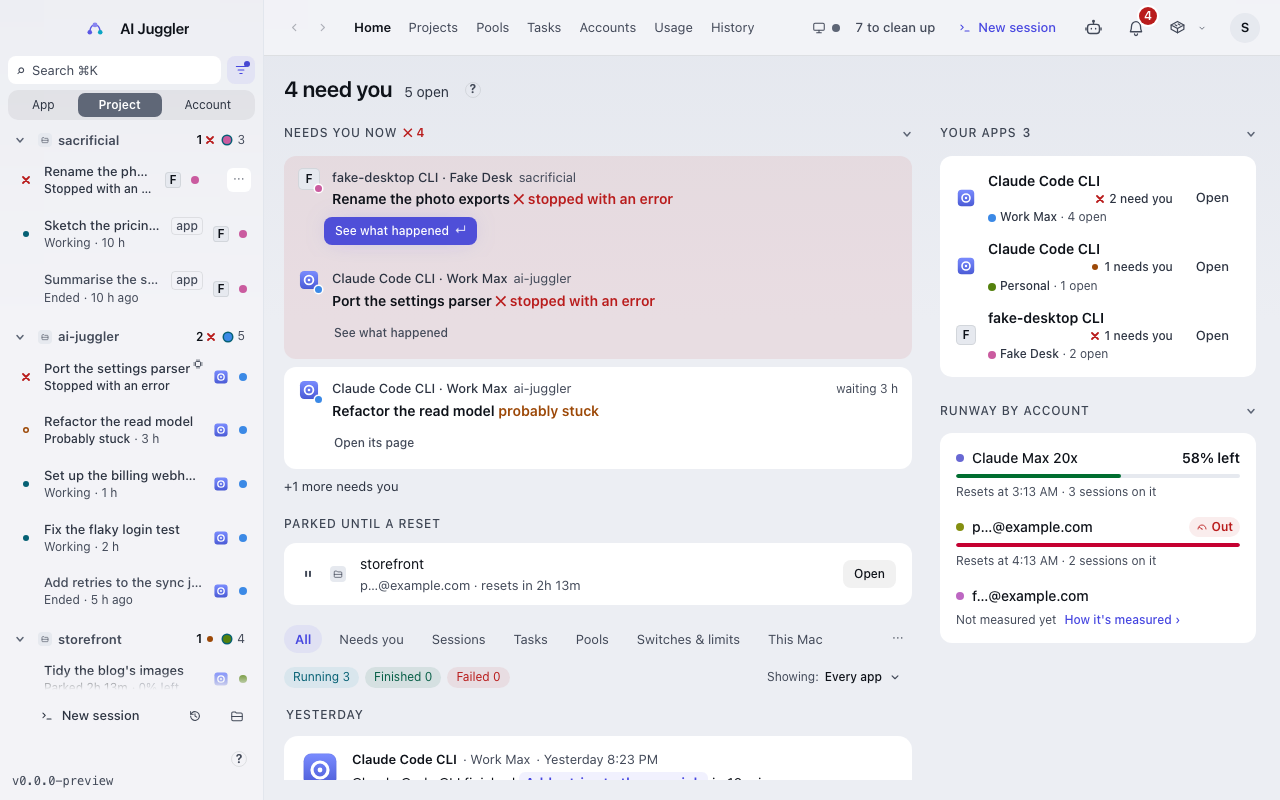 AI Juggler
Search ⌘K
App Project Account
sacrificial 1 3
Rename the ph... F
Stopped with an ...
Sketch the pricin... app F
Working · 10 h
Summarise the s... app F
Ended · 10 h ago
ai-juggler 2 5
Port the settings parser
Stopped with an error
Refactor the read model
Probably stuck · 3 h
Set up the billing webh...
Working · 1 h
Fix the flaky login test
Working · 2 h
Add retries to the sync j...
Ended · 5 h ago
storefront 1 4
Tidy the blog's images
Parked 2h 13m · 0% left
New session
?
v0.0.0-preview
Home Projects Pools Tasks Accounts Usage History
7 to clean up
New session
4
S
4 need you 5 open ?
NEEDS YOU NOW 4
F
fake-desktop CLI · Fake Desk sacrificial
Rename the photo exports stopped with an error
See what happened
Claude Code CLI · Work Max ai-juggler
Port the settings parser stopped with an error
See what happened
Claude Code CLI · Work Max ai-juggler waiting 3 h
Refactor the read model probably stuck
Open its page
+1 more needs you
PARKED UNTIL A RESET
storefront
p...@example.com · resets in 2h 13m
Open
All Needs you Sessions Tasks Pools Switches & limits This Mac ...
Running 3 Finished 0 Failed 0
Showing: Every app
YESTERDAY
Claude Code CLI · Work Max · Yesterday 8:23 PM
YOUR APPS 3
Claude Code CLI
2 need you
Work Max · 4 open
Open
Claude Code CLI
1 needs you
Personal · 1 open
Open
F
fake-desktop CLI
1 needs you
Fake Desk · 2 open
Open
RUNWAY BY ACCOUNT
Claude Max 20x 58% left
Resets at 3:13 AM · 3 sessions on it
p...@example.com Out
Resets at 4:13 AM · 2 sessions on it
f...@example.com
Not measured yet How it's measured ›